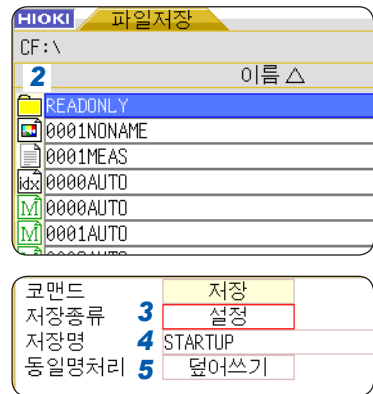 HIOKI 파일저장
CF:\
2 이름 △
READONLY
0001NONAME
0001MEAS
idx 0000AUTO
M 0000AUTO
M 0001AUTO
코맨드 저장
저장종류 3 설정
저장명 4 STARTUP
동일명처리 5 덮어쓰기